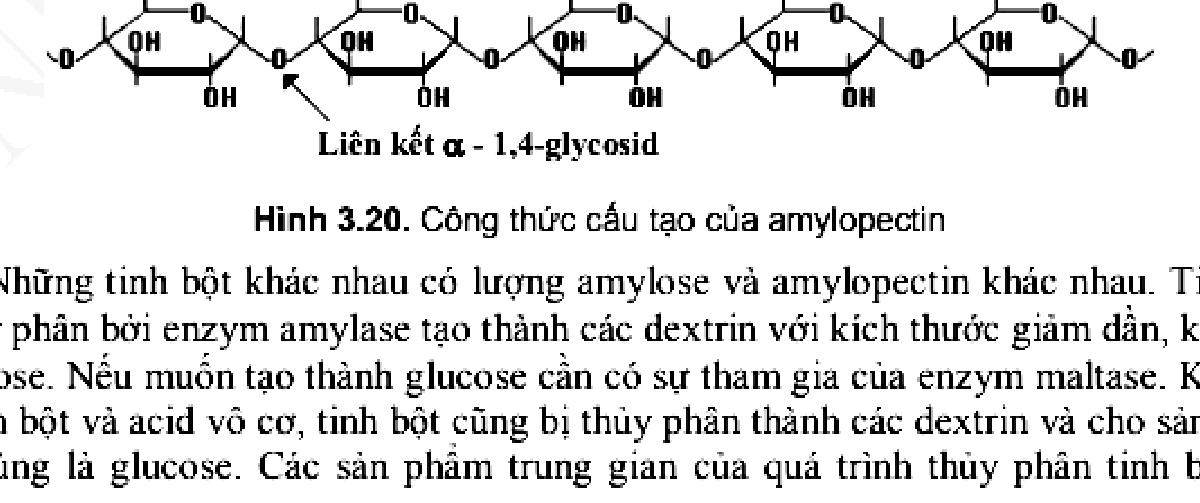 O O O O O
OH OH OH OH OH
O O O O O O
OH OH OH OH OH
Liên kết α - 1,4-glycosid
Hình 3.20. Công thức cấu tạo của amylopectin
Những tinh bột khác nhau có lượng amylose và amylopectin khác nhau.
phân bởi enzym amylase tạo thành các dextrin với kích thước giảm dần,
ose. Nếu muốn tạo thành glucose cần có sự tham gia của enzym maltase.
bột và acid vô cơ, tinh bột cũng bị thủy phân thành các dextrin và cho
là glucose. Các sản phẩm trung gian của quá trình thủy phân tinh